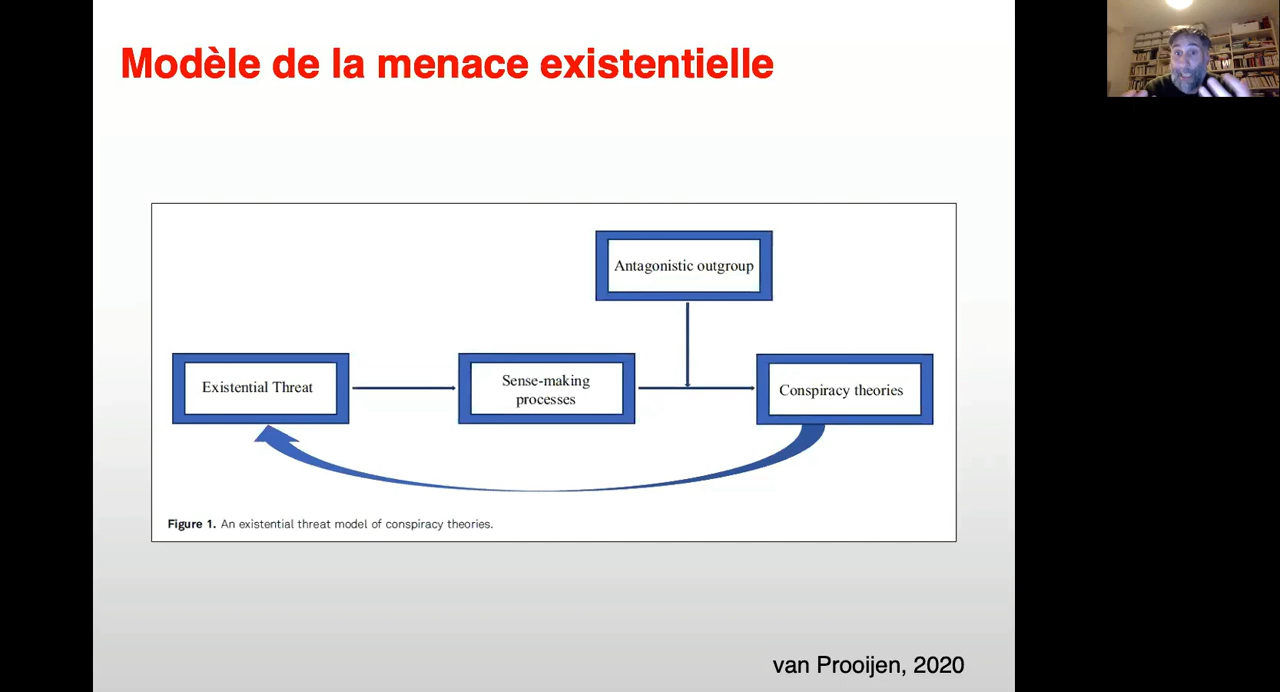 Modèle de la menace existentielle
Antagonistic outgroup
Existential Threat
Sense-making
processes
Conspiracy theories
Figure 1. An existential threat model of conspiracy theories.
van Prooijen, 2020